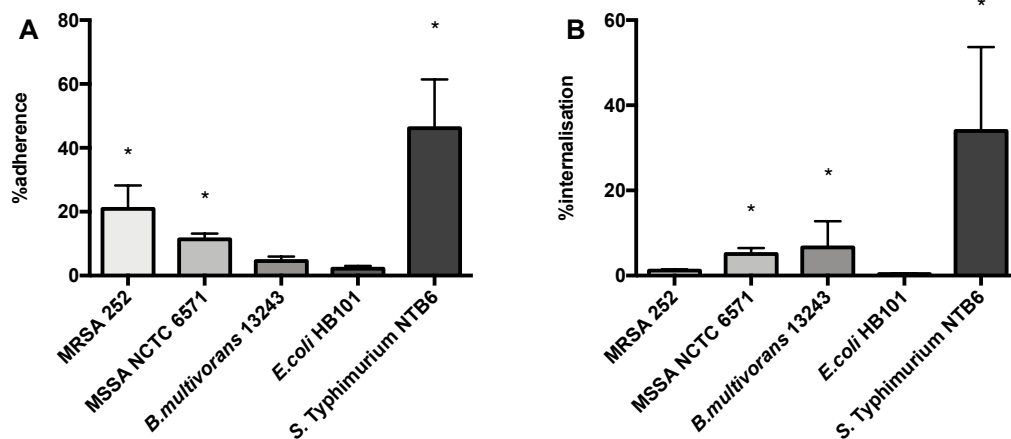 A
%adherence
80
60
40
20
0
*
*
*
MRSA 252
MSSA NCTC 6571
B.multivorans 13243
E.coli HB101
S. Typhimurium NTB6
B
%internalisation
60
40
20
0
*
*
*
MRSA 252
MSSA NCTC 6571
B.multivorans 13243
E.coli HB101
S. Typhimurium NTB6